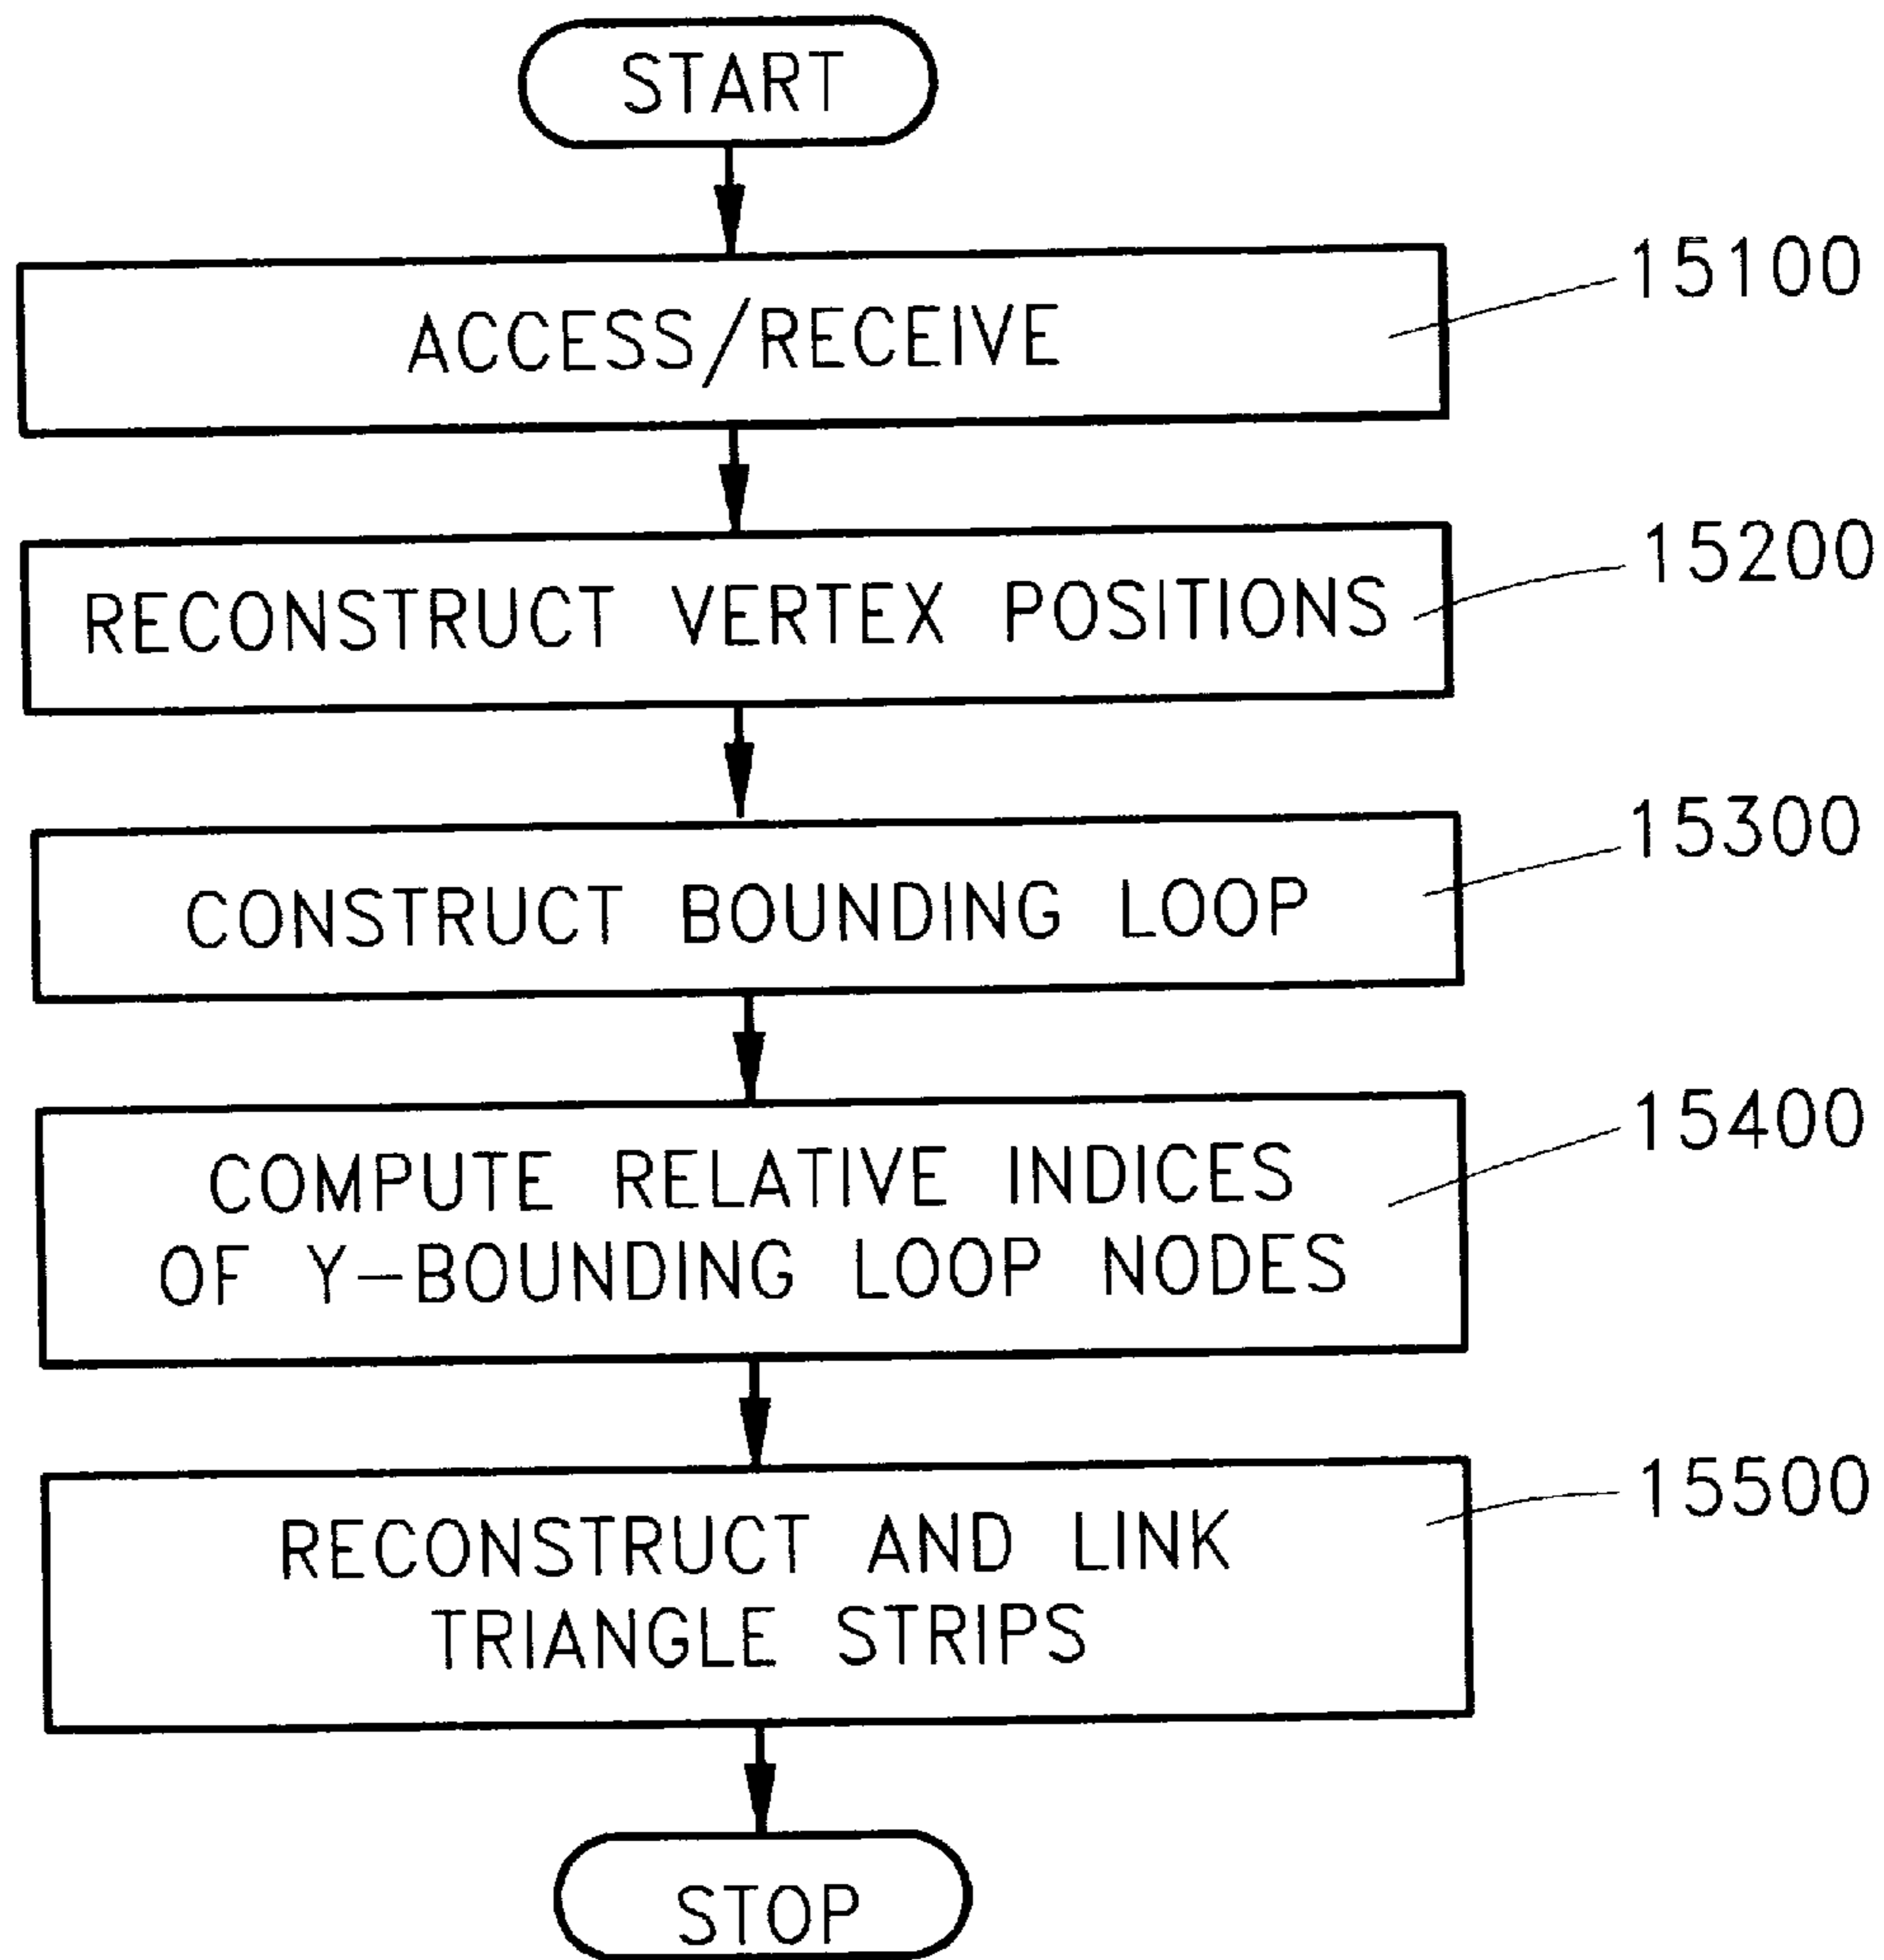 START
ACCESS/RECEIVE
15100
RECONSTRUCT VERTEX POSITIONS
15200
CONSTRUCT BOUNDING LOOP
15300
COMPUTE RELATIVE INDICES
OF Y-BOUNDING LOOP NODES
15400
RECONSTRUCT AND LINK
TRIANGLE STRIPS
15500
STOP